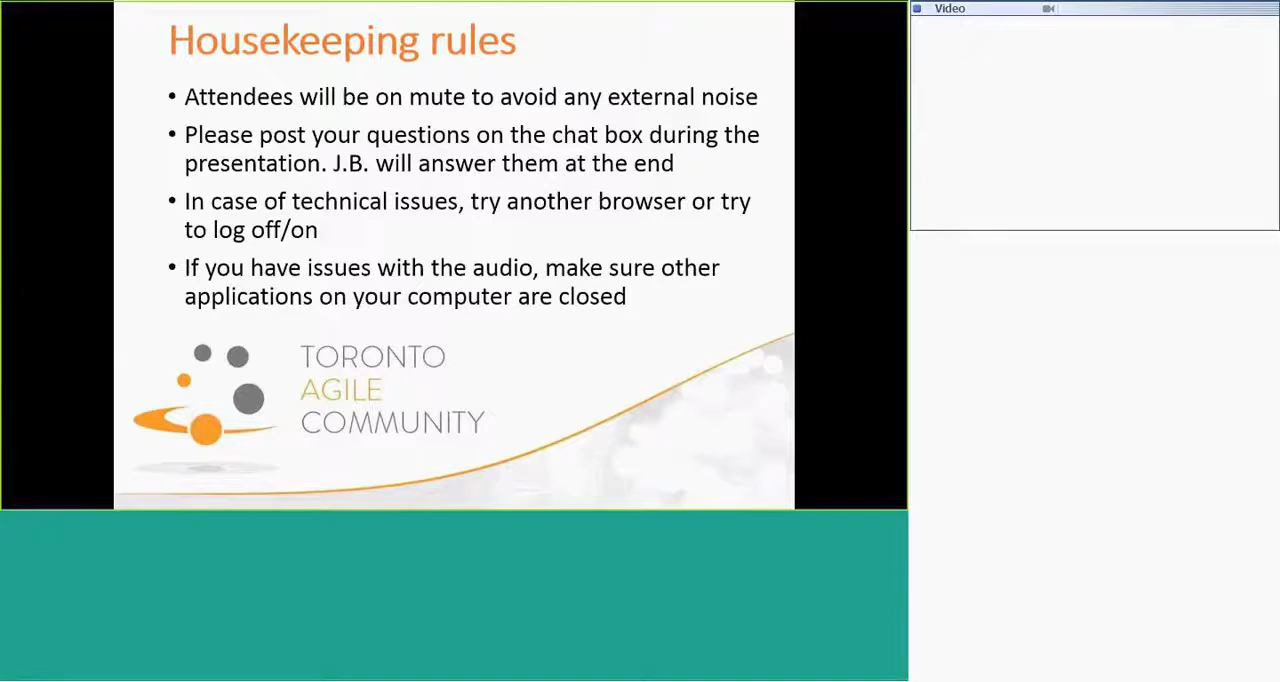 Video
Housekeeping rules
• Attendees will be on mute to avoid any external noise
• Please post your questions on the chat box during the
presentation. J.B. will answer them at the end
• In case of technical issues, try another browser or try
to log off/on
• If you have issues with the audio, make sure other
applications on your computer are closed
TORONTO
AGILE
COMMUNITY